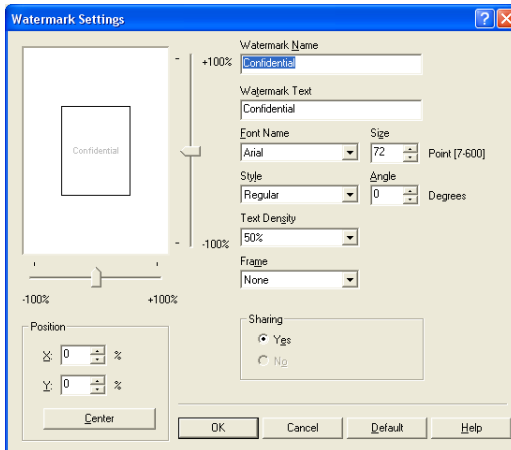 Watermark Settings
+100%
-100%
Confidential
-100%
+100%
Position
X: 0 %
Y: 0 %
Center
Watermark Name
Confidential
Watermark Text
Confidential
Font Name
Size
Arial
72
Point [7-600]
Style
Angle
Regular
0
Degrees
Text Density
50%
Frame
None
Sharing
Yes
No
OK
Cancel
Default
Help